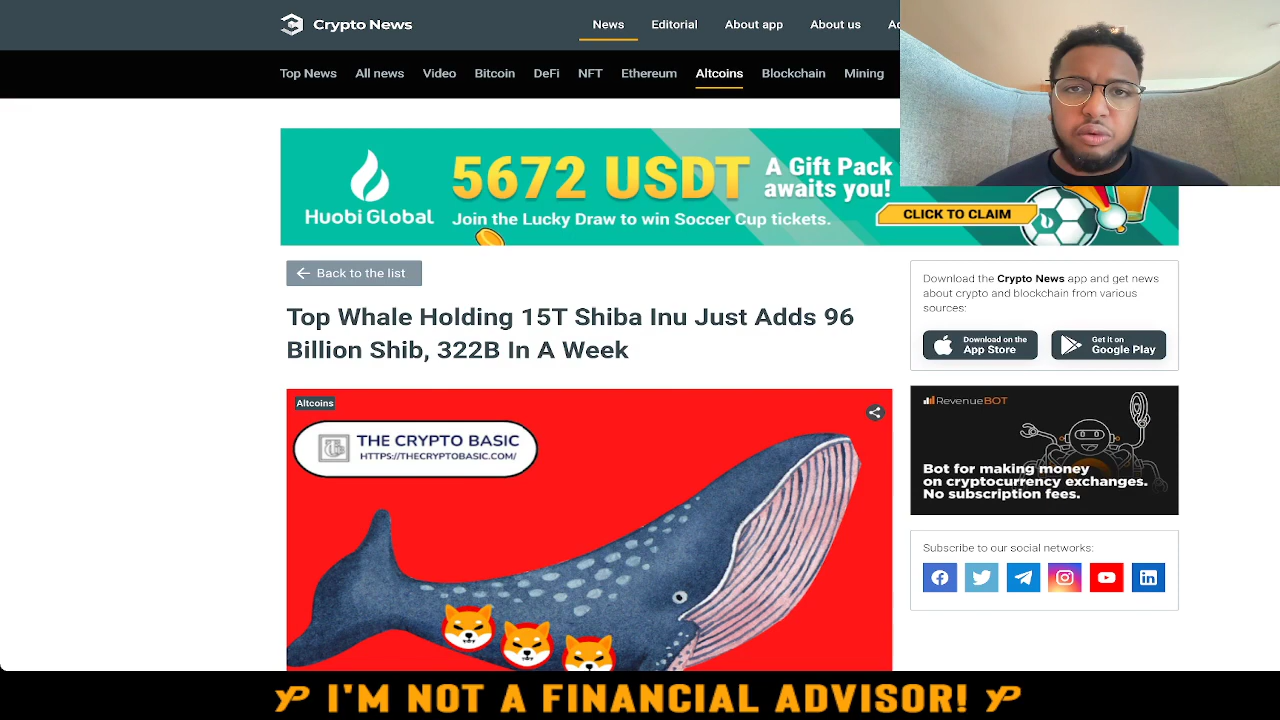 Crypto News
News Editorial About app About us
Top News All news Video Bitcoin DeFi NFT Ethereum Altcoins Blockchain Mining
Huobi Global
5672 USDT
A Gift Pack
awaits you!
Join the Lucky Draw to win Soccer Cup tickets.
CLICK TO CLAIM
Back to the list
Top Whale Holding 15T Shiba Inu Just Adds 96
Billion Shib, 322B In A Week
Altcoins
THE CRYPTO BASIC
HTTPS://THECRYPTOBASIC.COM/
Download the Crypto News app and get news
about crypto and blockchain from various
sources:
Download on the
App Store
Get it on
Google Play
RevenueBOT
Bot for making money
on cryptocurrency exchanges.
No subscription fees.
Subscribe to our social networks:
I'M NOT A FINANCIAL ADVISOR!